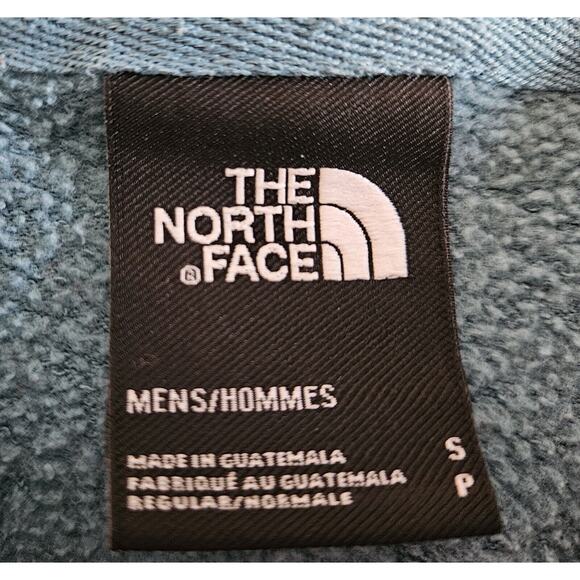 THE
NORTH
®FACE
MENS/HOMMES
MADE IN GUATEMALA S
FABRIQUÉ AU GUATEMALA P
REGULAR/NORMALE